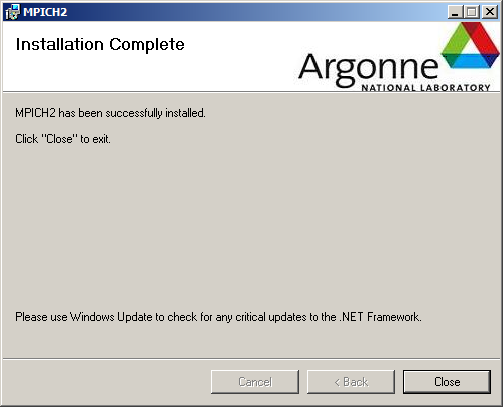 MPICH2
Installation Complete
Argonne
NATIONAL LABORATORY
MPICH2 has been successfully installed.
Click "Close" to exit.
Please use Windows Update to check for any critical updates to the .NET Framework.
Cancel
< Back
Close